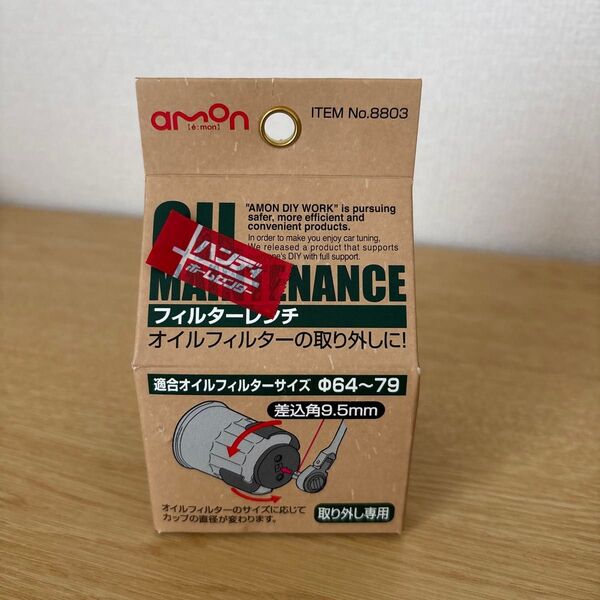 amon
[é:mon]
ITEM No.8803
"AMON DIY WORK" is pursuing
safer, more efficient and
convenient products.
In order to make you enjoy car tuning,
We released a product that supports
one's DIY with full support.
OIL
MAINTENANCE
ハンディ
ホームセンター
フィルターレンチ
オイルフィルターの取り外しに!
適合オイルフィルターサイズ Φ64〜79
差込角9.5mm
オイルフィルターのサイズに応じて
カップの直径が変わります。
取り外し専用